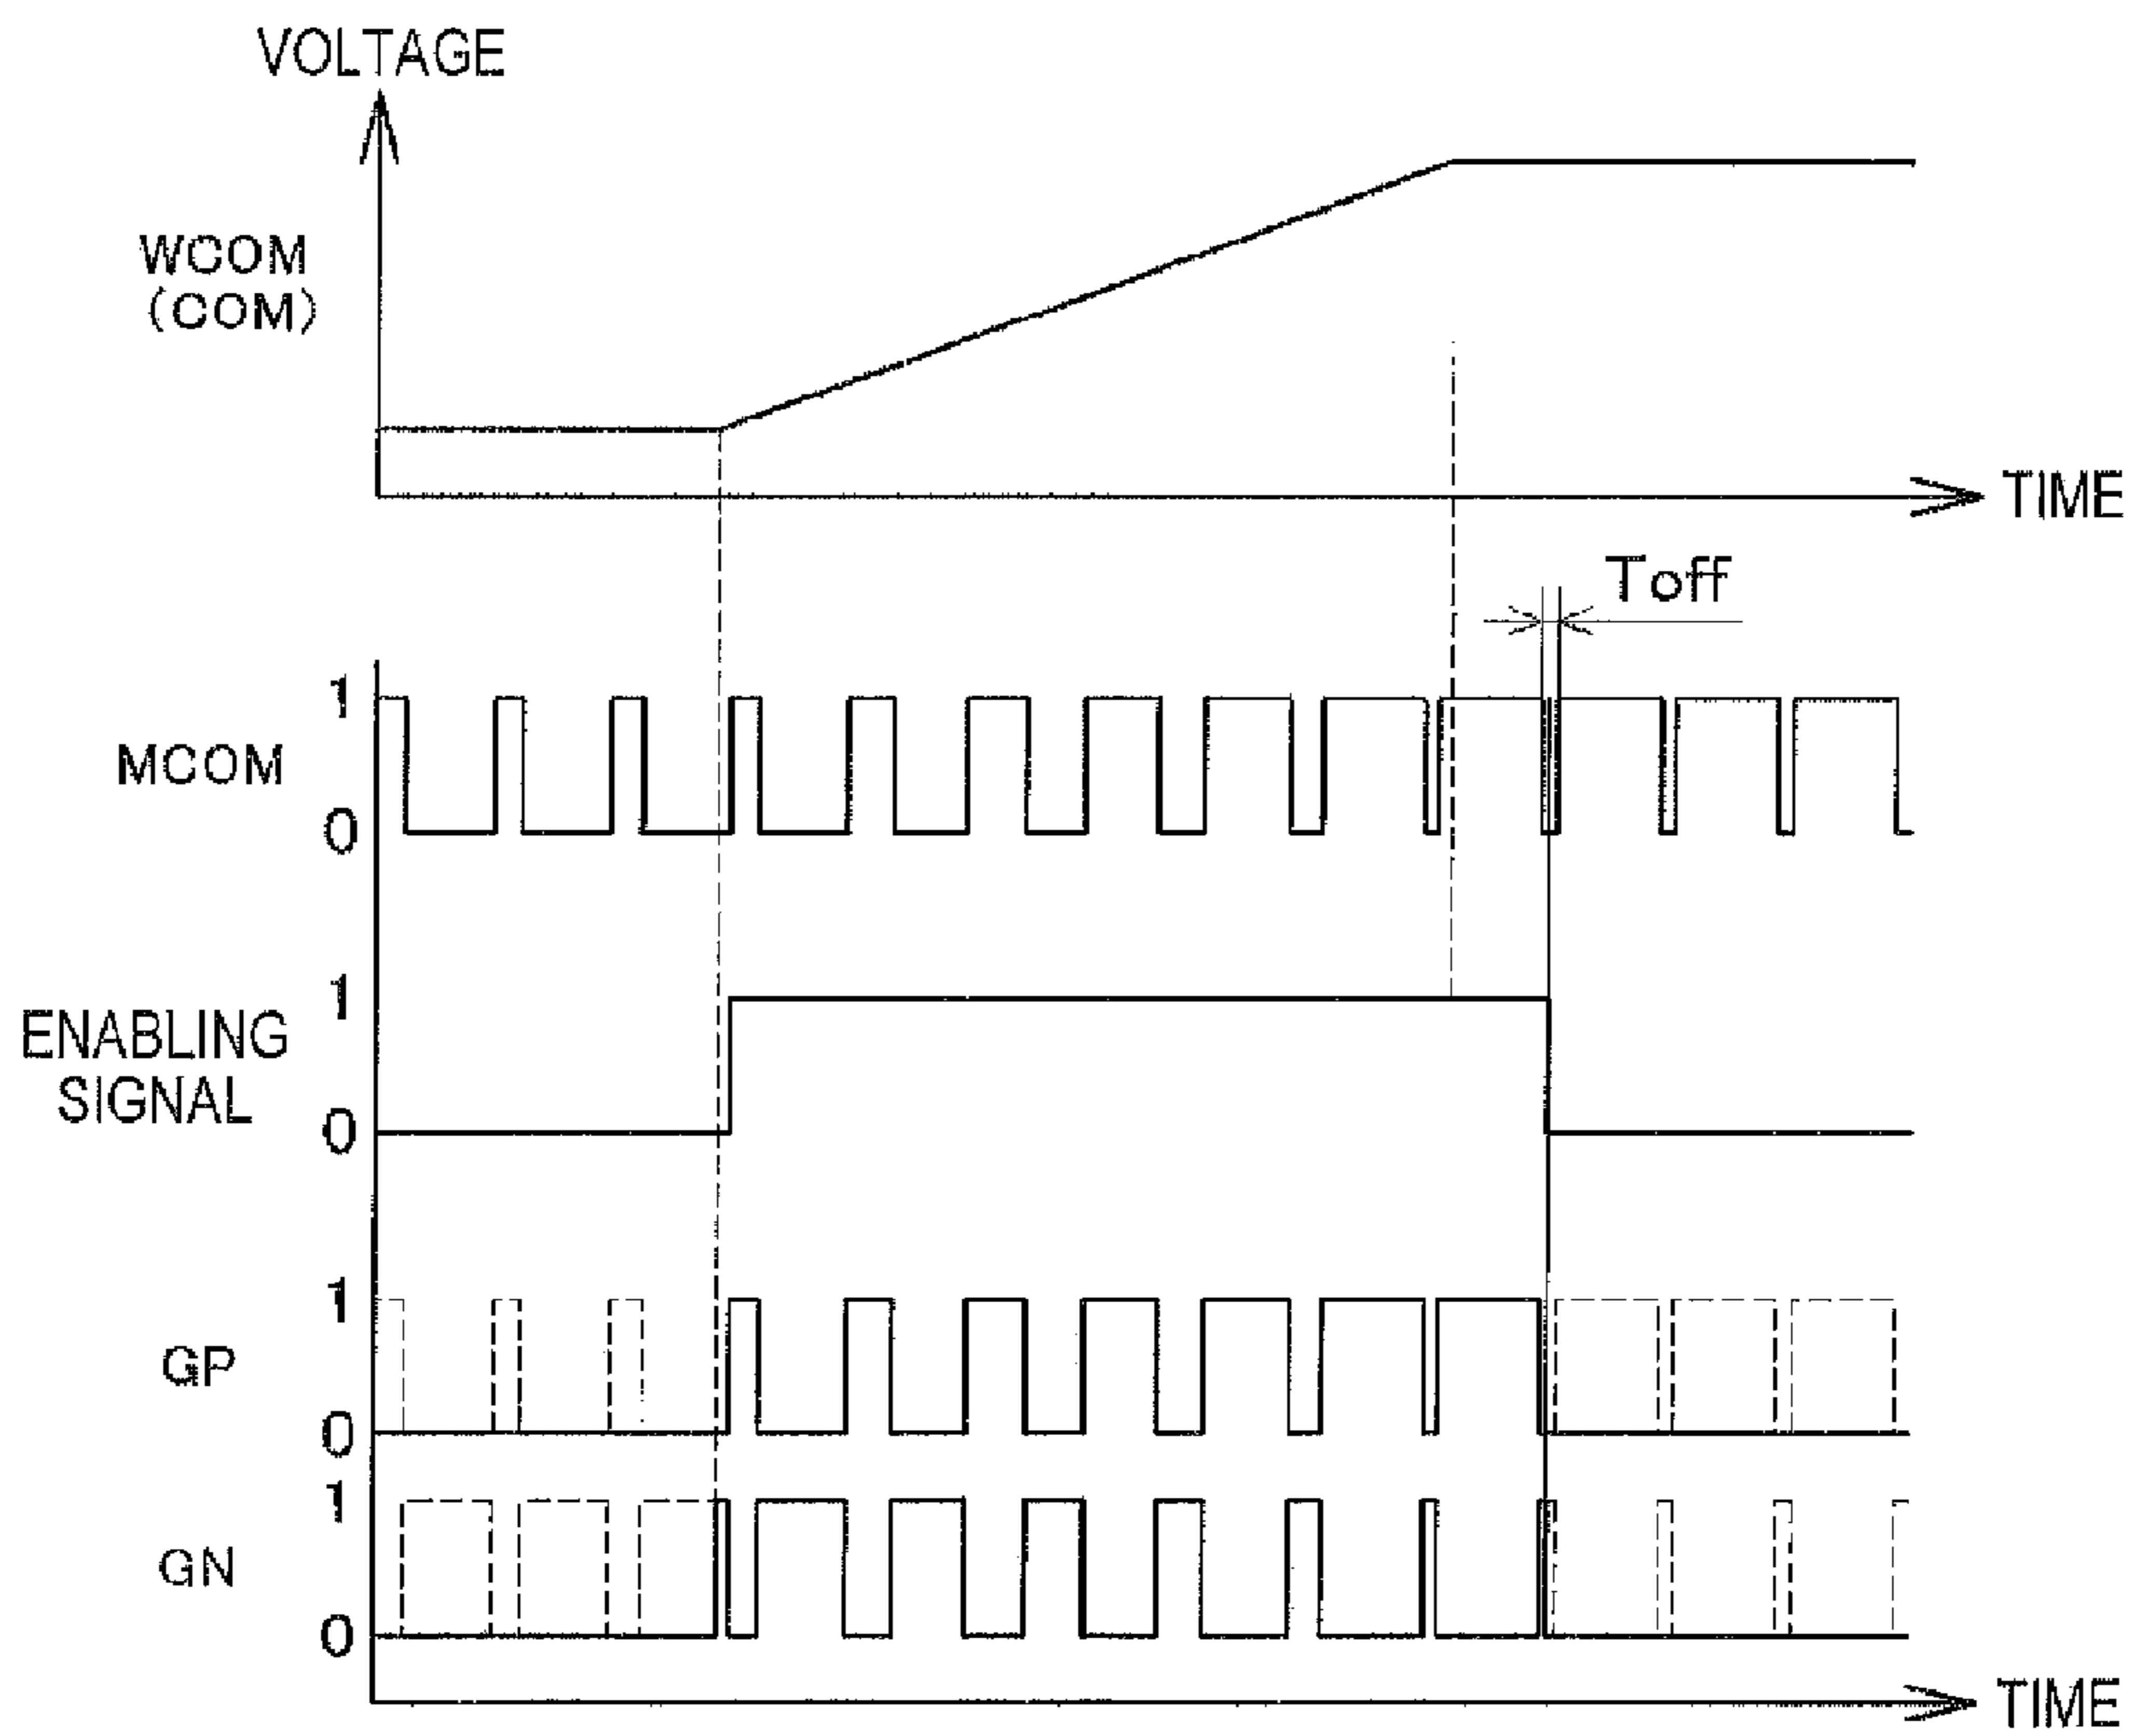 VOLTAGE
WCOM
(COM)
TIME
Toff
1
MCOM
0
1
ENABLING
SIGNAL
0
1
GP
0
1
GN
0
TIME